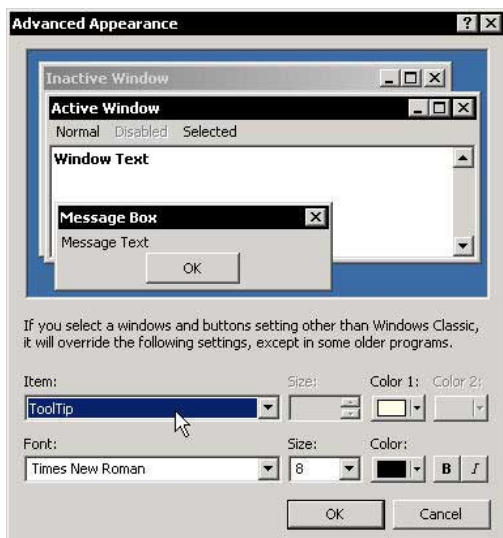 Advanced Appearance
Inactive Window
Active Window
Normal Disabled Selected
Window Text
Message Box
Message Text
OK
If you select a windows and buttons setting other than Windows Classic,
it will override the following settings, except in some older programs.
Item: Size: Color 1: Color 2:
ToolTip
Font: Size: Color:
Times New Roman 8 B I
OK Cancel